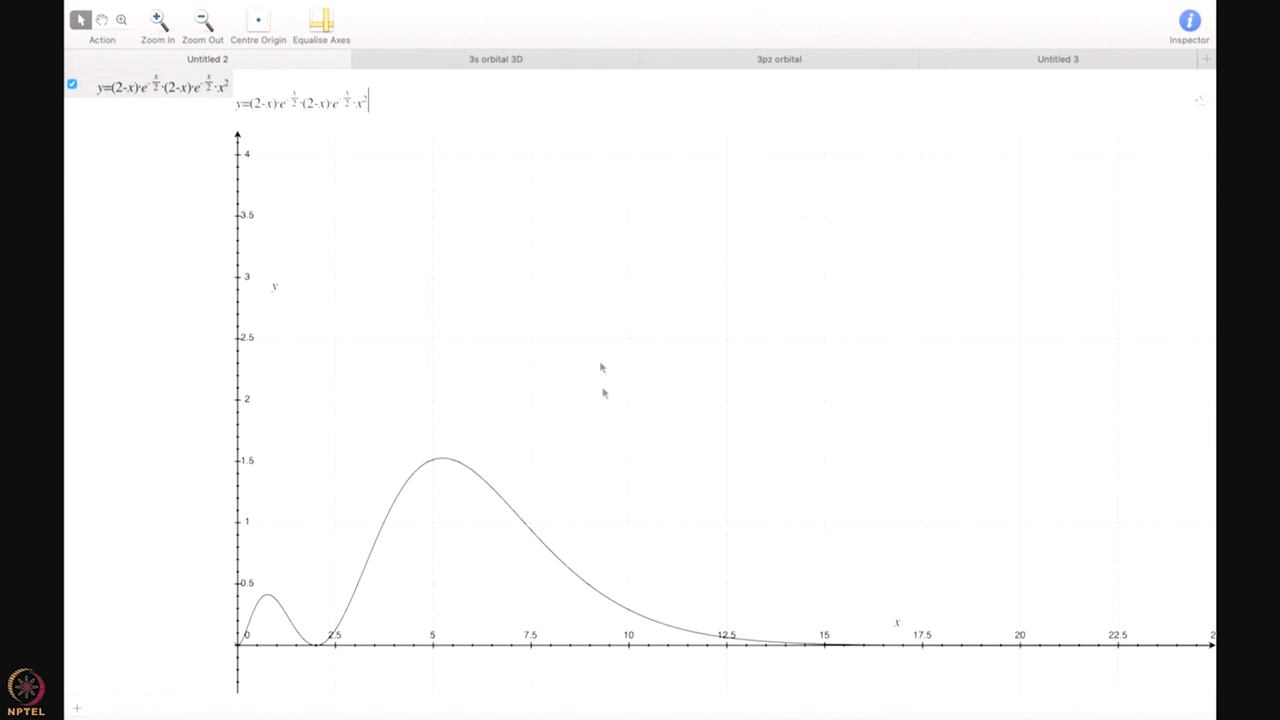 Action
Zoom In
Zoom Out
Centre Origin
Equalise Axes
Inspector
Untitled 2
3s orbital 3D
3pz orbital
Untitled 3
y=(2-x)·e^-x/2·(2-x)·e^-x/2·x²
y=(2-x)·e^-x/2·(2-x)·e^-x/2·x²
4
3.5
3
y
2.5
2
1.5
1
0.5
x
0 2.5 5 7.5 10 12.5 15 17.5 20 22.5 2
NPTEL